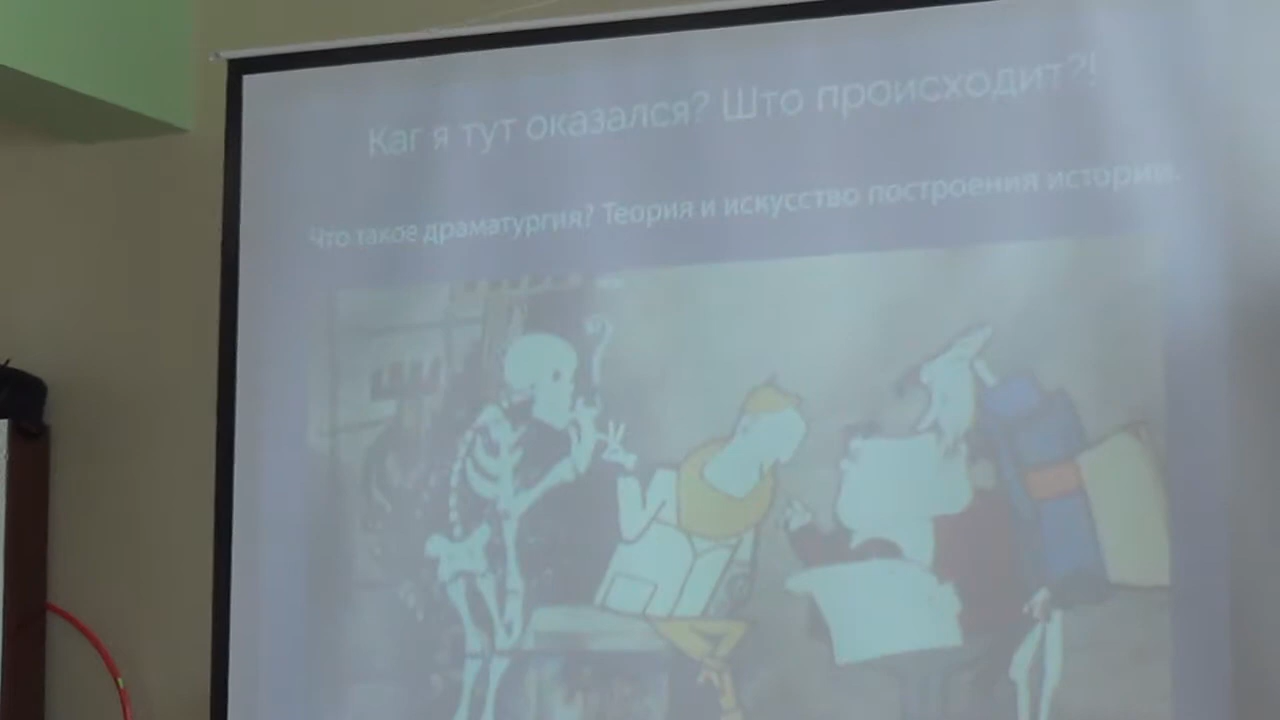 Каг я тут оказался? Што происходит?!
Что такое драматургия? Теория и искусство построения истории.